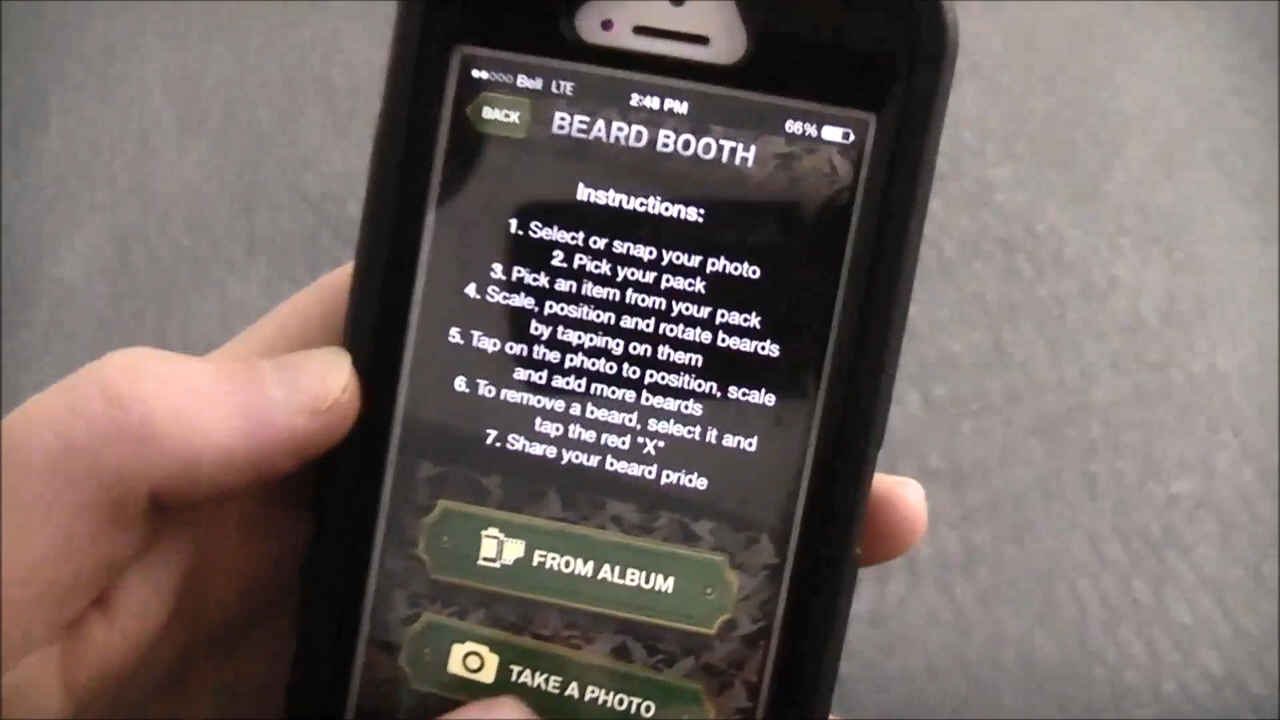 Bell LTE
2:48 PM
66%
BACK
BEARD BOOTH
Instructions:
1. Select or snap your photo
2. Pick your pack
3. Pick an item from your pack
4. Scale, position and rotate beards
by tapping on them
5. Tap on the photo to position, scale
and add more beards
6. To remove a beard, select it and
tap the red "X"
7. Share your beard pride
FROM ALBUM
TAKE A PHOTO